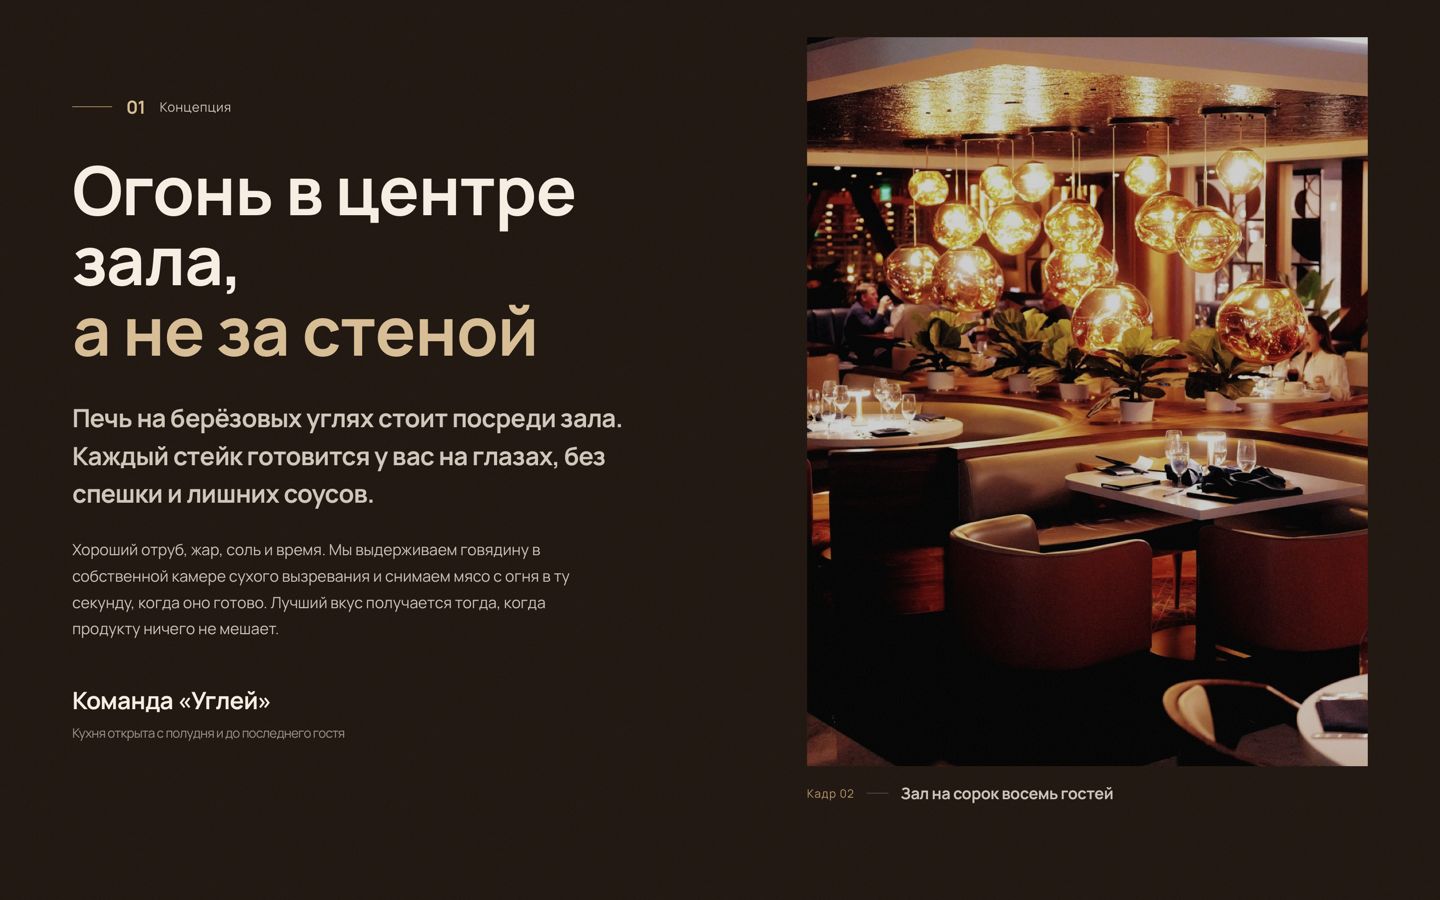 01 Концепция
Огонь в центре
зала,
а не за стеной
Печь на берёзовых углях стоит посреди зала.
Каждый стейк готовится у вас на глазах, без
спешки и лишних соусов.
Хороший отруб, жар, соль и время. Мы выдерживаем говядину в
собственной камере сухого вызревания и снимаем мясо с огня в ту
секунду, когда оно готово. Лучший вкус получается тогда, когда
продукту ничего не мешает.
Команда «Углей»
Кухня открыта с полудня и до последнего гостя
Кадр 02 — Зал на сорок восемь гостей